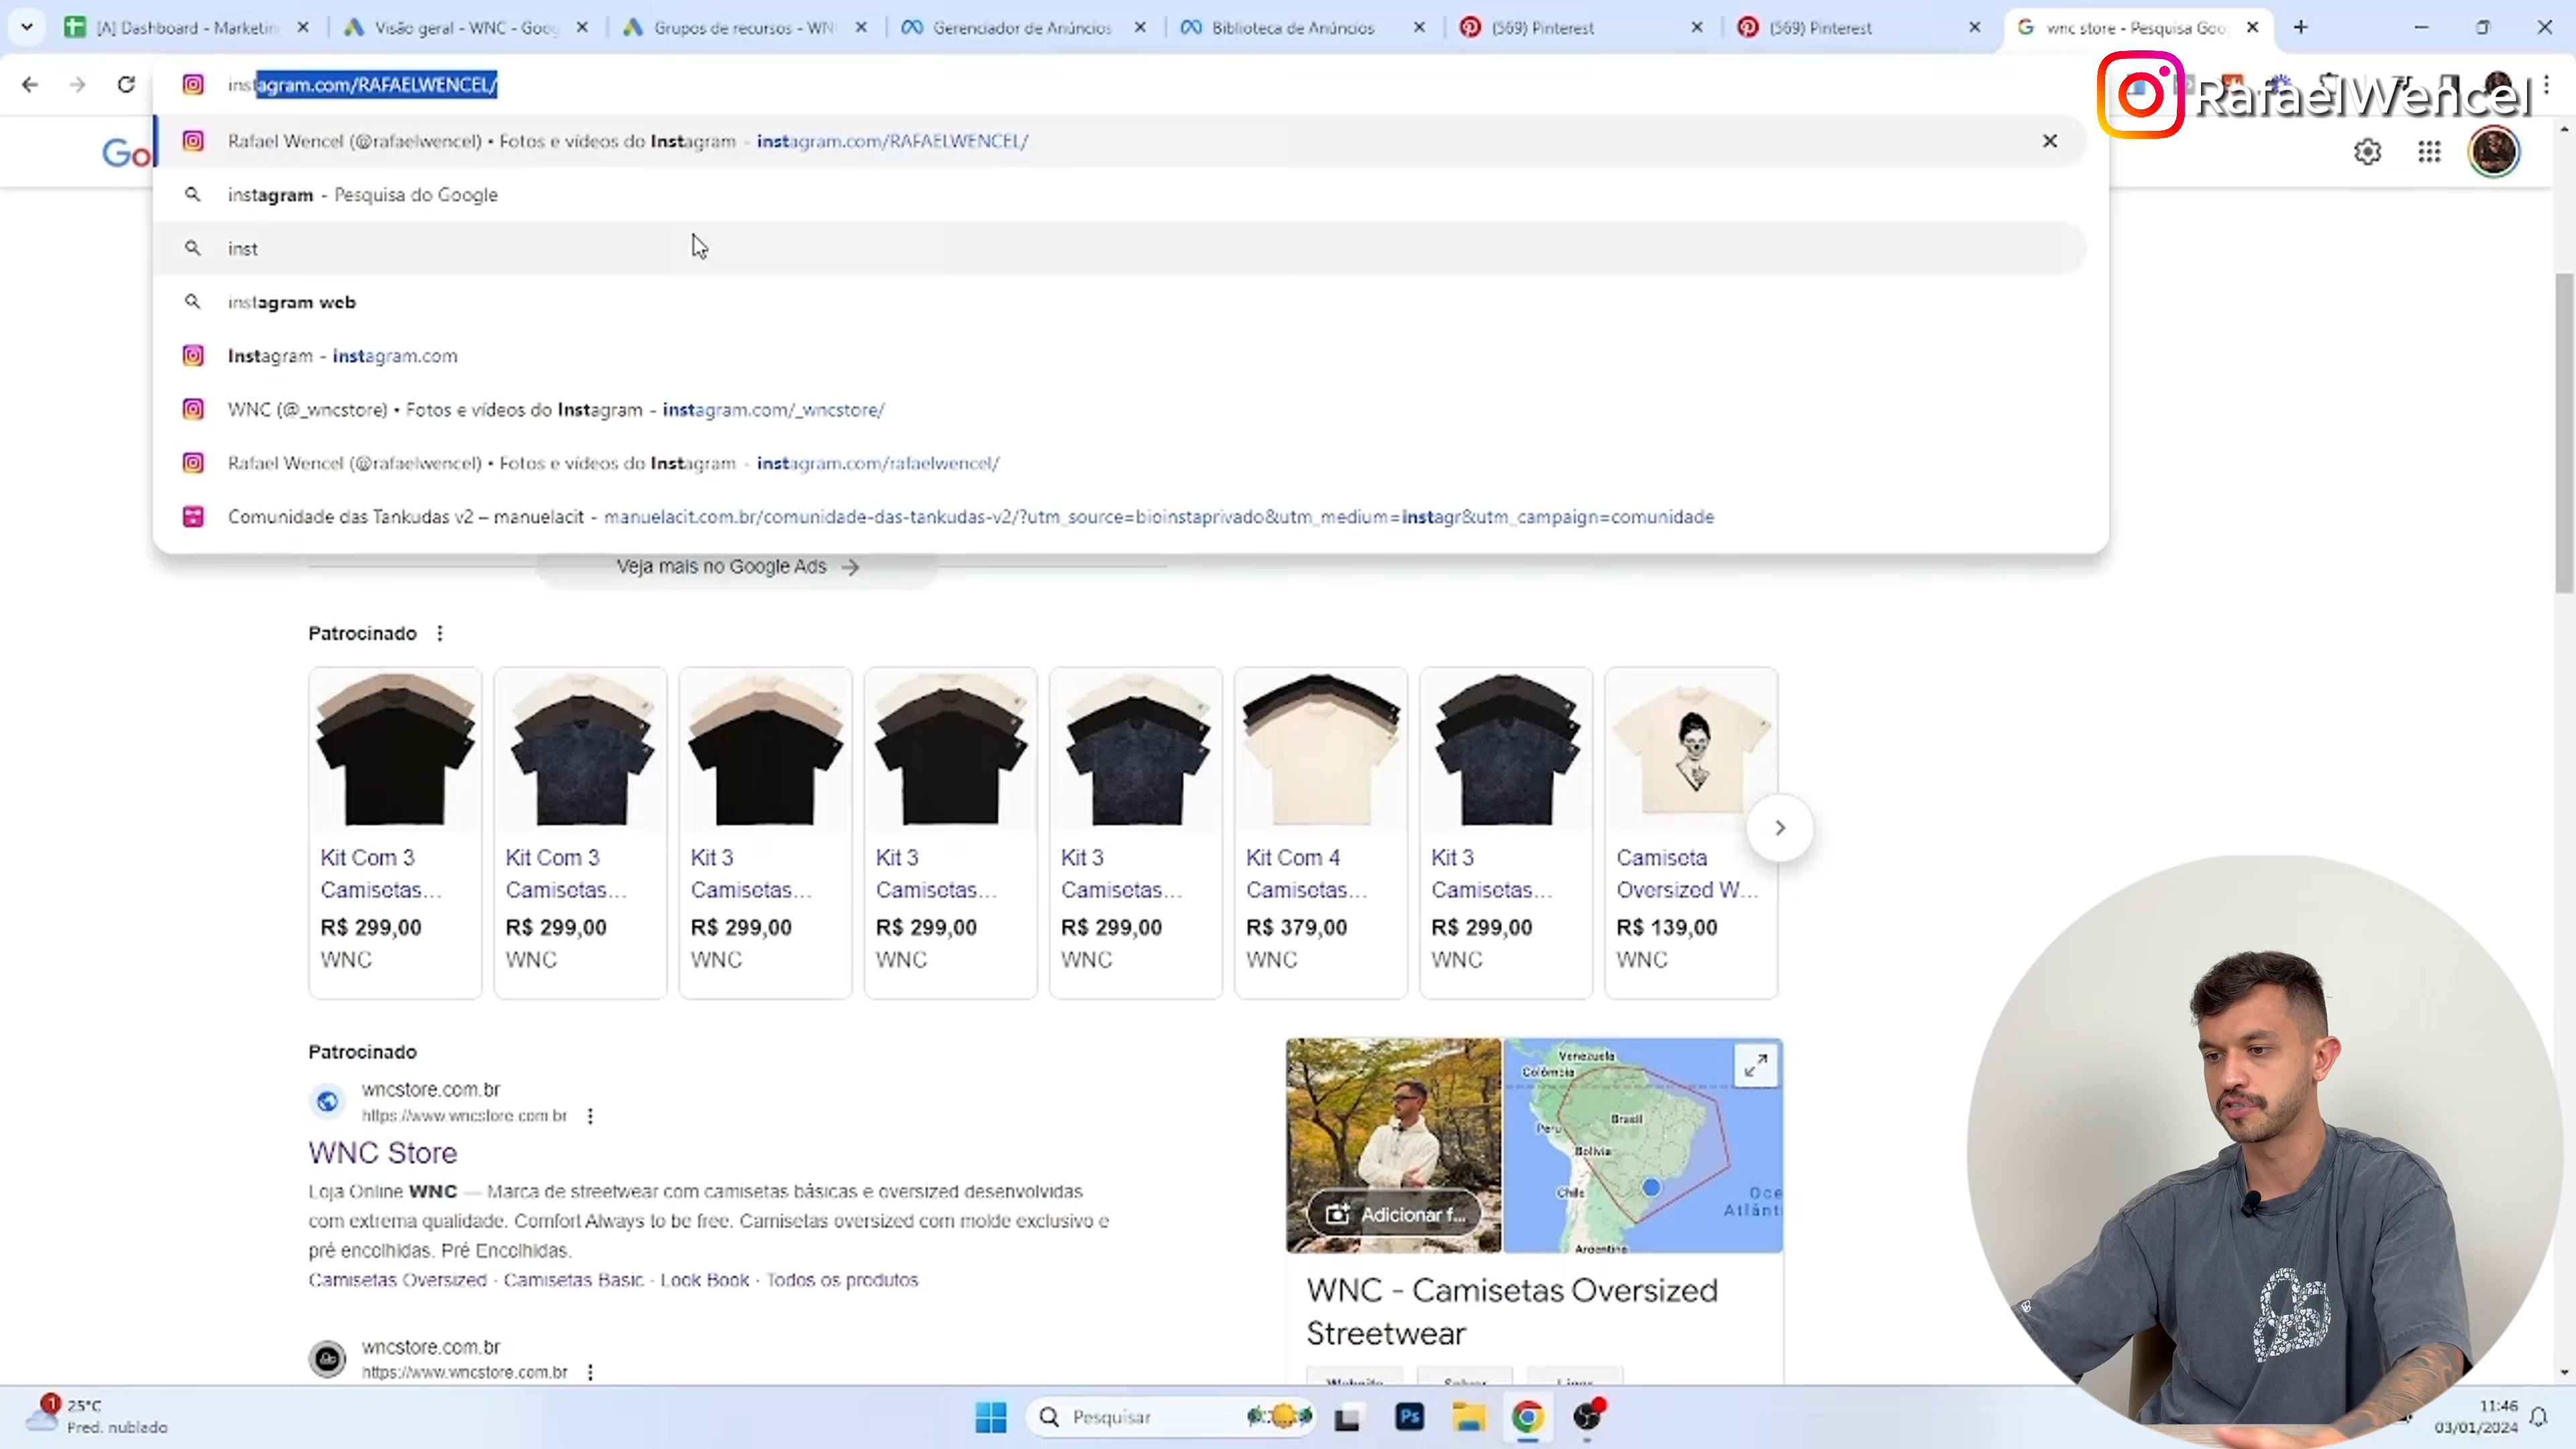 [A] Dashboard - Marketin
Visão geral - WNC - Goog
Grupos de recursos - WN
Gerenciador de Anúncios
Biblioteca de Anúncios
(569) Pinterest
(569) Pinterest
wnc store - Pesquisa Goo
instagram.com/RAFAELWENCEL/
RafaelWencel
Rafael Wencel (@rafaelwencel) • Fotos e vídeos do Instagram - instagram.com/RAFAELWENCEL/
instagram - Pesquisa do Google
inst
instagram web
Instagram - instagram.com
WNC (@_wncstore) • Fotos e vídeos do Instagram - instagram.com/_wncstore/
Rafael Wencel (@rafaelwencel) • Fotos e vídeos do Instagram - instagram.com/rafaelwencel/
Comunidade das Tankudas v2 – manuelacit - manuelacit.com.br/comunidade-das-tankudas-v2/?utm_source=bioinstaprivado&utm_medium=instagr&utm_campaign=comunidade
Veja mais no Google Ads
Patrocinado
Kit Com 3
Camisetas...
R$ 299,00
WNC
Kit Com 3
Camisetas...
R$ 299,00
WNC
Kit 3
Camisetas...
R$ 299,00
WNC
Kit 3
Camisetas...
R$ 299,00
WNC
Kit 3
Camisetas...
R$ 299,00
WNC
Kit Com 4
Camisetas...
R$ 379,00
WNC
Kit 3
Camisetas...
R$ 299,00
WNC
Camiseta
Oversized W...
R$ 139,00
WNC
Patrocinado
wncstore.com.br
https://www.wncstore.com.br
WNC Store
Loja Online WNC — Marca de streetwear com camisetas básicas e oversized desenvolvidas
com extrema qualidade. Comfort Always to be free. Camisetas oversized com molde exclusivo e
pré encolhidas. Pré Encolhidas.
Camisetas Oversized · Camisetas Basic · Look Book · Todos os produtos
wncstore.com.br
https://www.wncstore.com.br
Adicionar f...
Venezuela
Colômbia
Brasil
Peru
Bolívia
Chile
Argentina
Oce
Atlânti
WNC - Camisetas Oversized
Streetwear
Website
Salvar
Ligar
1
25°C
Pred. nublado
Pesquisar
Ps
11:46
03/01/2024